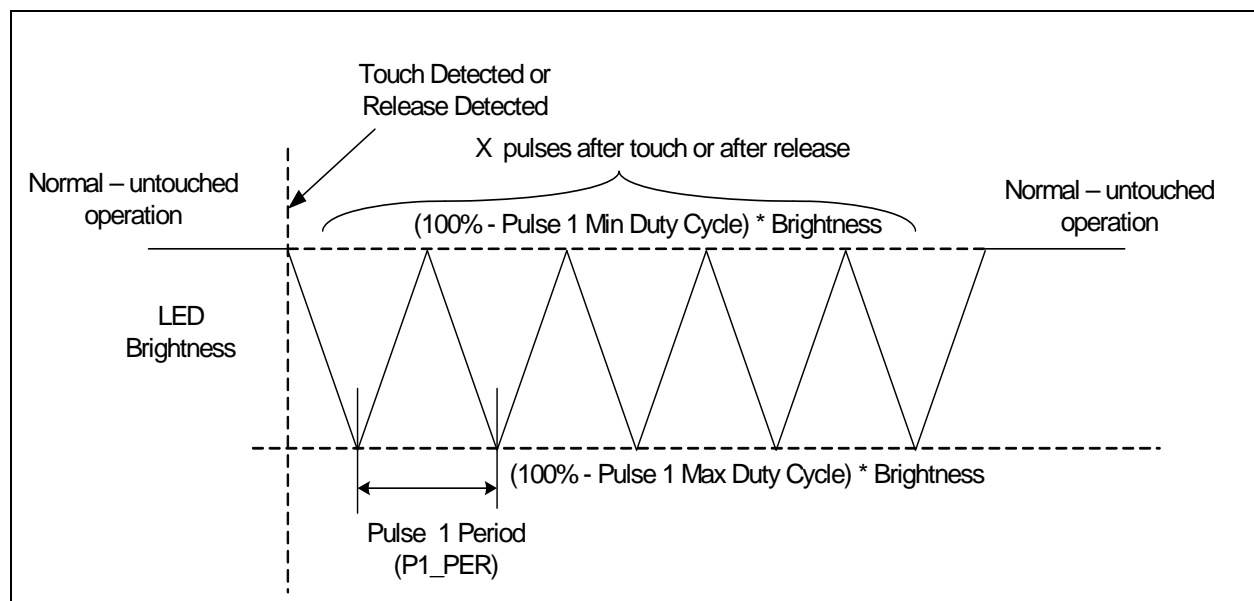 Touch Detected or
Release Detected
X pulses after touch or after release
Normal – untouched
operation
Normal – untouched
operation
(100% - Pulse 1 Min Duty Cycle) * Brightness
LED
Brightness
(100% - Pulse 1 Max Duty Cycle) * Brightness
Pulse 1 Period
(P1_PER)